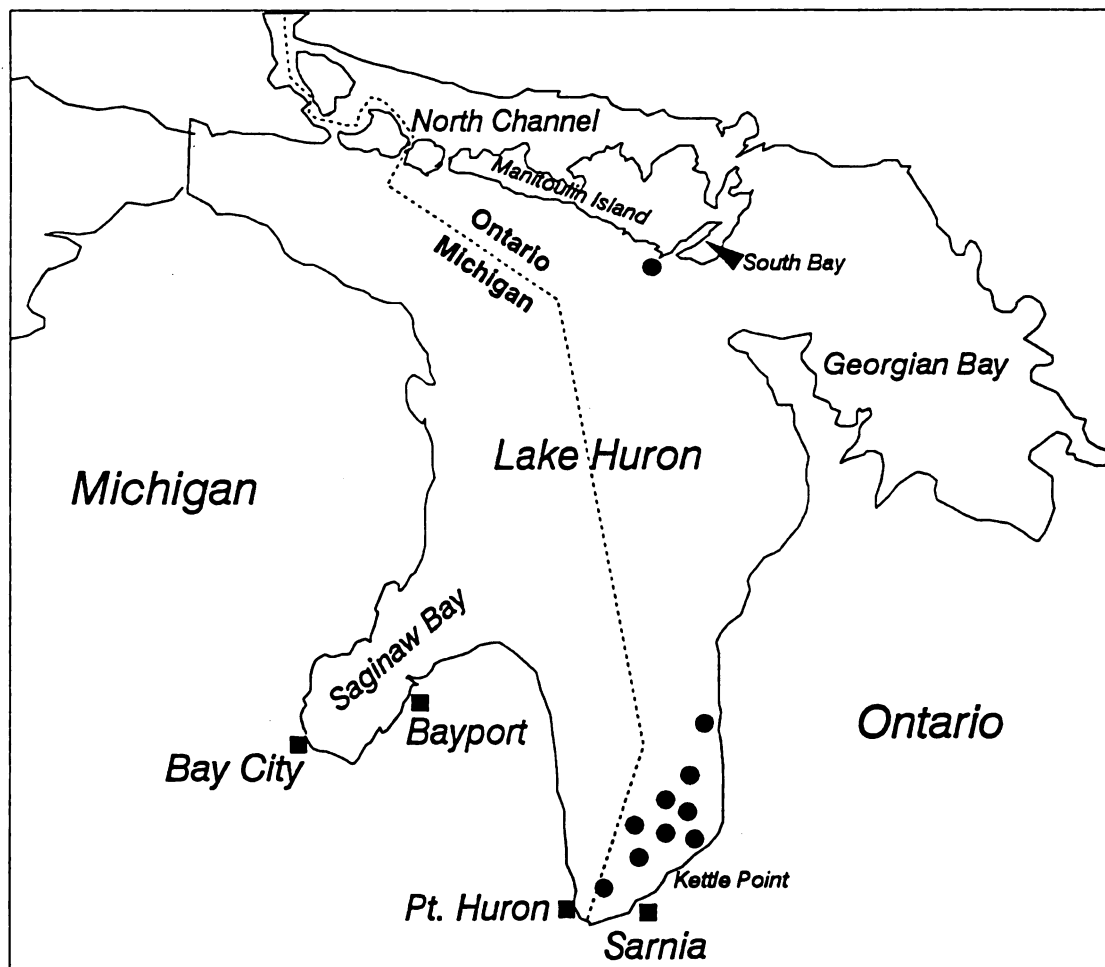 North Channel
Manitoulin Island
Ontario
Michigan
South Bay
Georgian Bay
Lake Huron
Michigan
Saginaw Bay
Bayport
Ontario
Bay City
Kettle Point
Pt. Huron
Sarnia